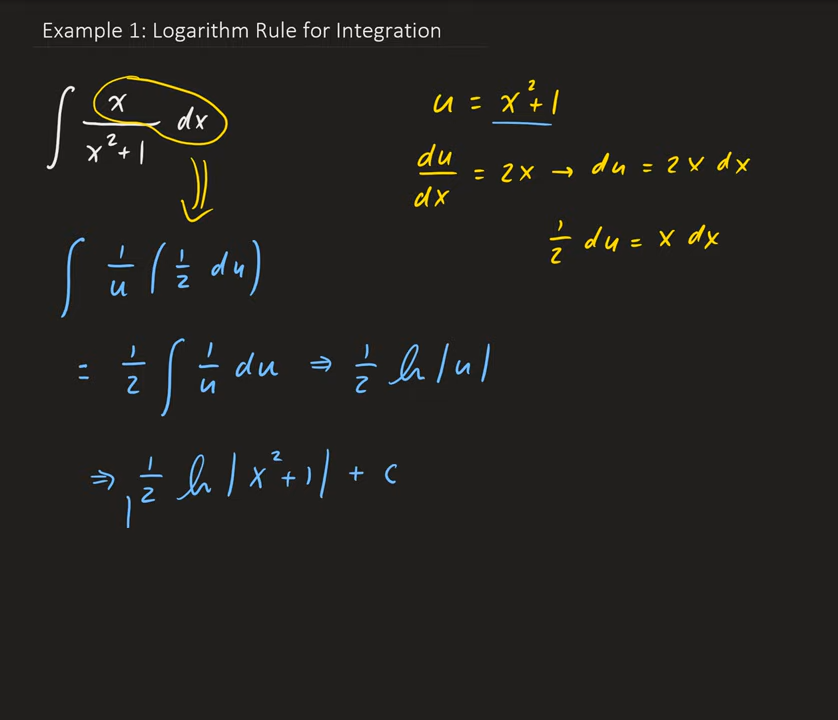 Example 1: Logarithm Rule for Integration
∫ x/(x²+1) dx
u = x²+1
du/dx = 2x → du = 2x dx
1/2 du = x dx
∫ 1/u (1/2 du)
= 1/2 ∫ 1/u du ⇒ 1/2 ln|u|
⇒ 1/2 ln|x²+1| + C